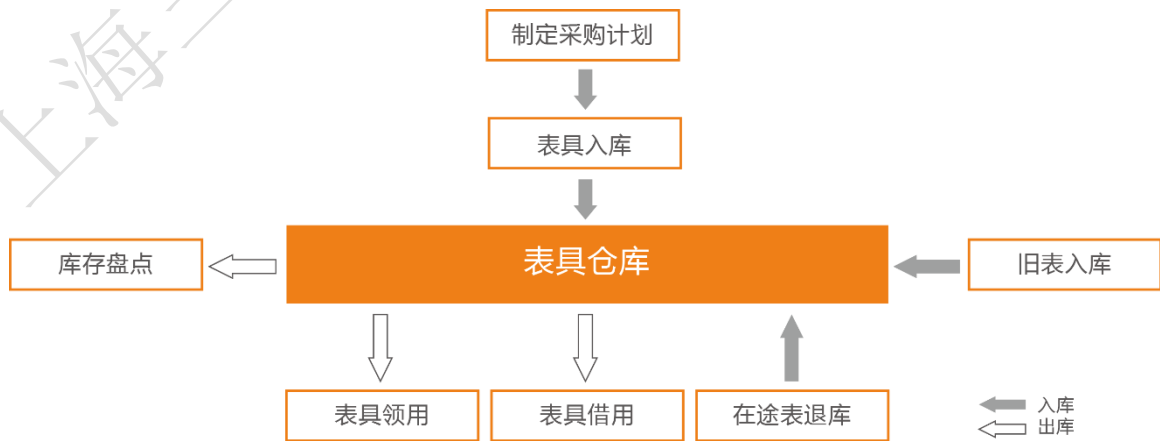 制定采购计划
表具入库
库存盘点
表具仓库
旧表入库
表具领用
表具借用
在途表退库
入库
出库
上海